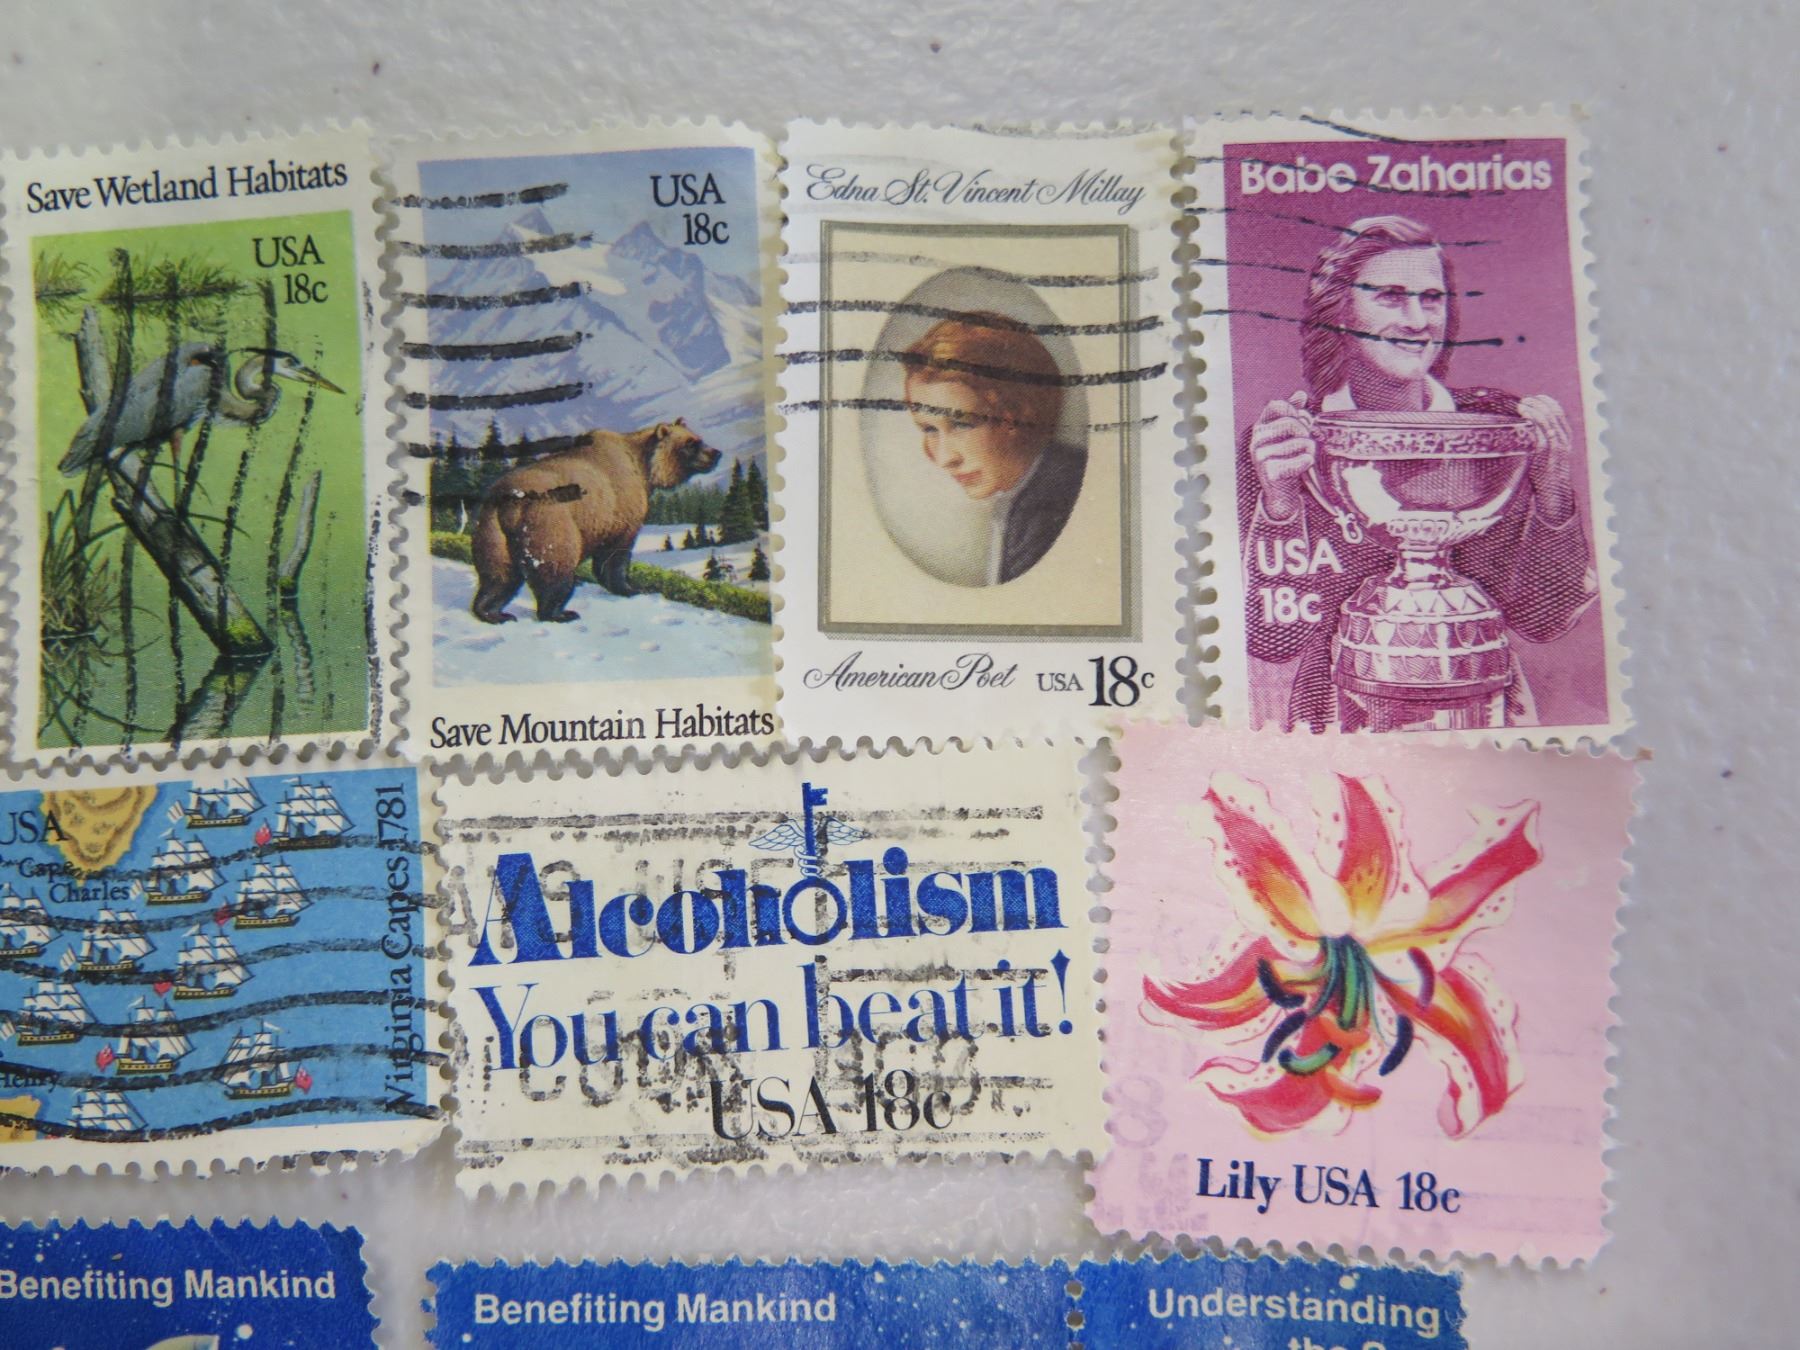 Save Wetland Habitats
USA
18c
USA
18c
Save Mountain Habitats
Edna St. Vincent Millay
American Poet USA 18c
Babe Zaharias
USA
18c
USA
Cape
Charles
Henry
Virginia Capes 1781
Alcoholism
You can beat it!
USA 18c
Lily USA 18c
Benefiting Mankind
Benefiting Mankind
Understanding
the